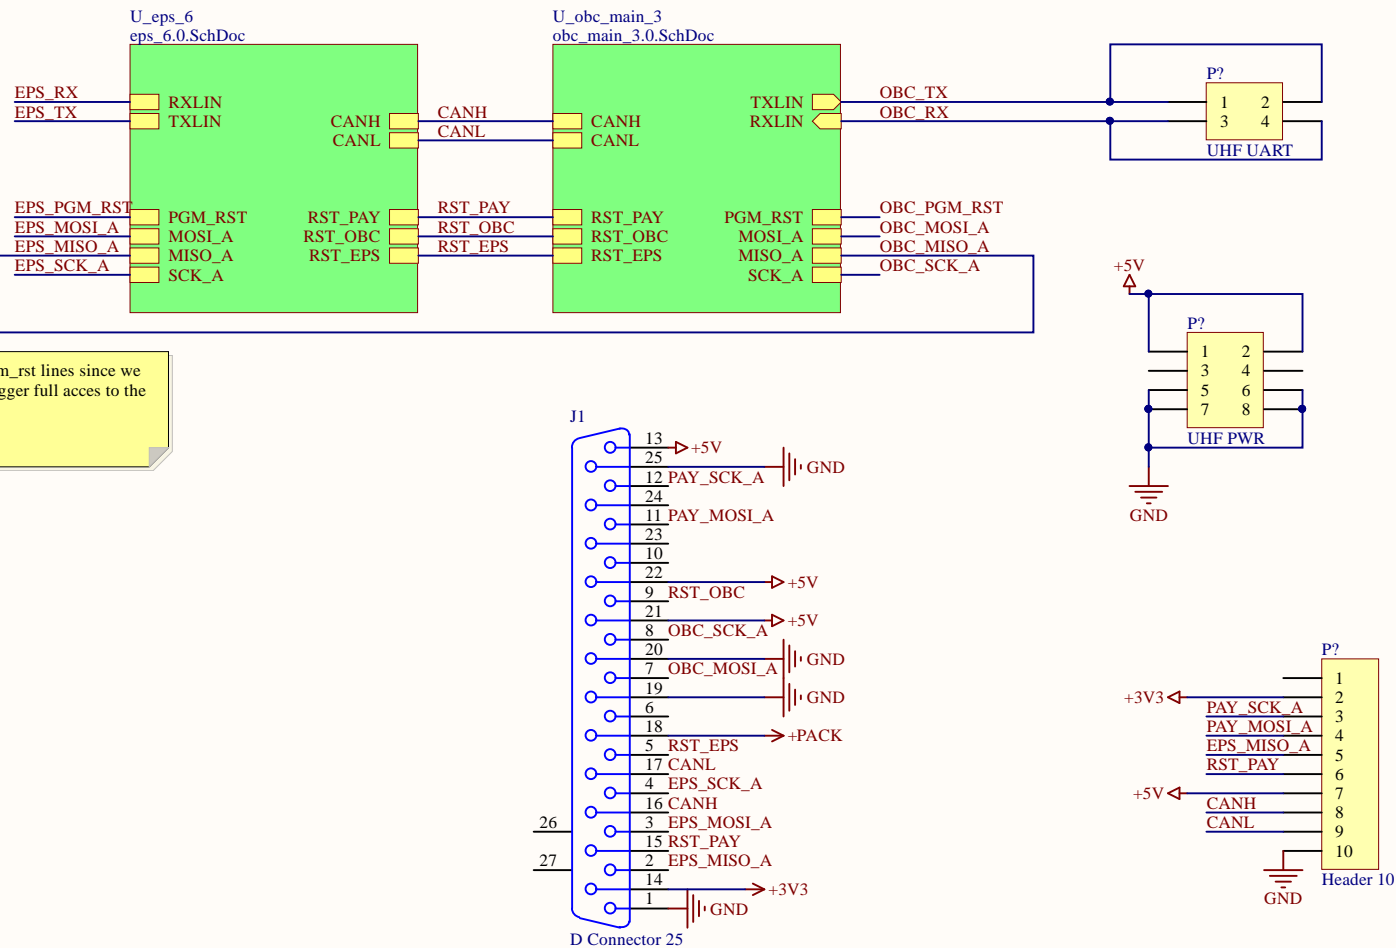 U_eps_6
eps_6.0.SchDoc
U_obc_main_3
obc_main_3.0.SchDoc
EPS_RX
EPS_TX
RXLIN
TXLIN
CANH
CANL
CANH
CANL
CANH
CANL
TXLIN
RXLIN
OBC_TX
OBC_RX
P?
1 2
3 4
UHF UART
EPS_PGM_RST
EPS_MOSI_A
EPS_MISO_A
EPS_SCK_A
PGM_RST
MOSI_A
MISO_A
SCK_A
RST_PAY
RST_OBC
RST_EPS
RST_PAY
RST_OBC
RST_EPS
RST_PAY
RST_OBC
RST_EPS
PGM_RST
MOSI_A
MISO_A
SCK_A
OBC_PGM_RST
OBC_MOSI_A
OBC_MISO_A
OBC_SCK_A
+5V
P?
1 2
3 4
5 6
7 8
UHF PWR
GND
m_rst lines since we
gger full acces to the
J1
13 +5V
25 GND
12 PAY_SCK_A
24
11 PAY_MOSI_A
23
10
22 +5V
9 RST_OBC
21 +5V
8 OBC_SCK_A
20 GND
7 OBC_MOSI_A
19 GND
6
18 +PACK
5 RST_EPS
17 CANL
4 EPS_SCK_A
16 CANH
3 EPS_MOSI_A
15 RST_PAY
2 EPS_MISO_A
14 +3V3
1 GND
26
27
D Connector 25
P?
1
+3V3 2
PAY_SCK_A 3
PAY_MOSI_A 4
EPS_MISO_A 5
RST_PAY 6
+5V 7
CANH 8
CANL 9
10
GND
Header 10